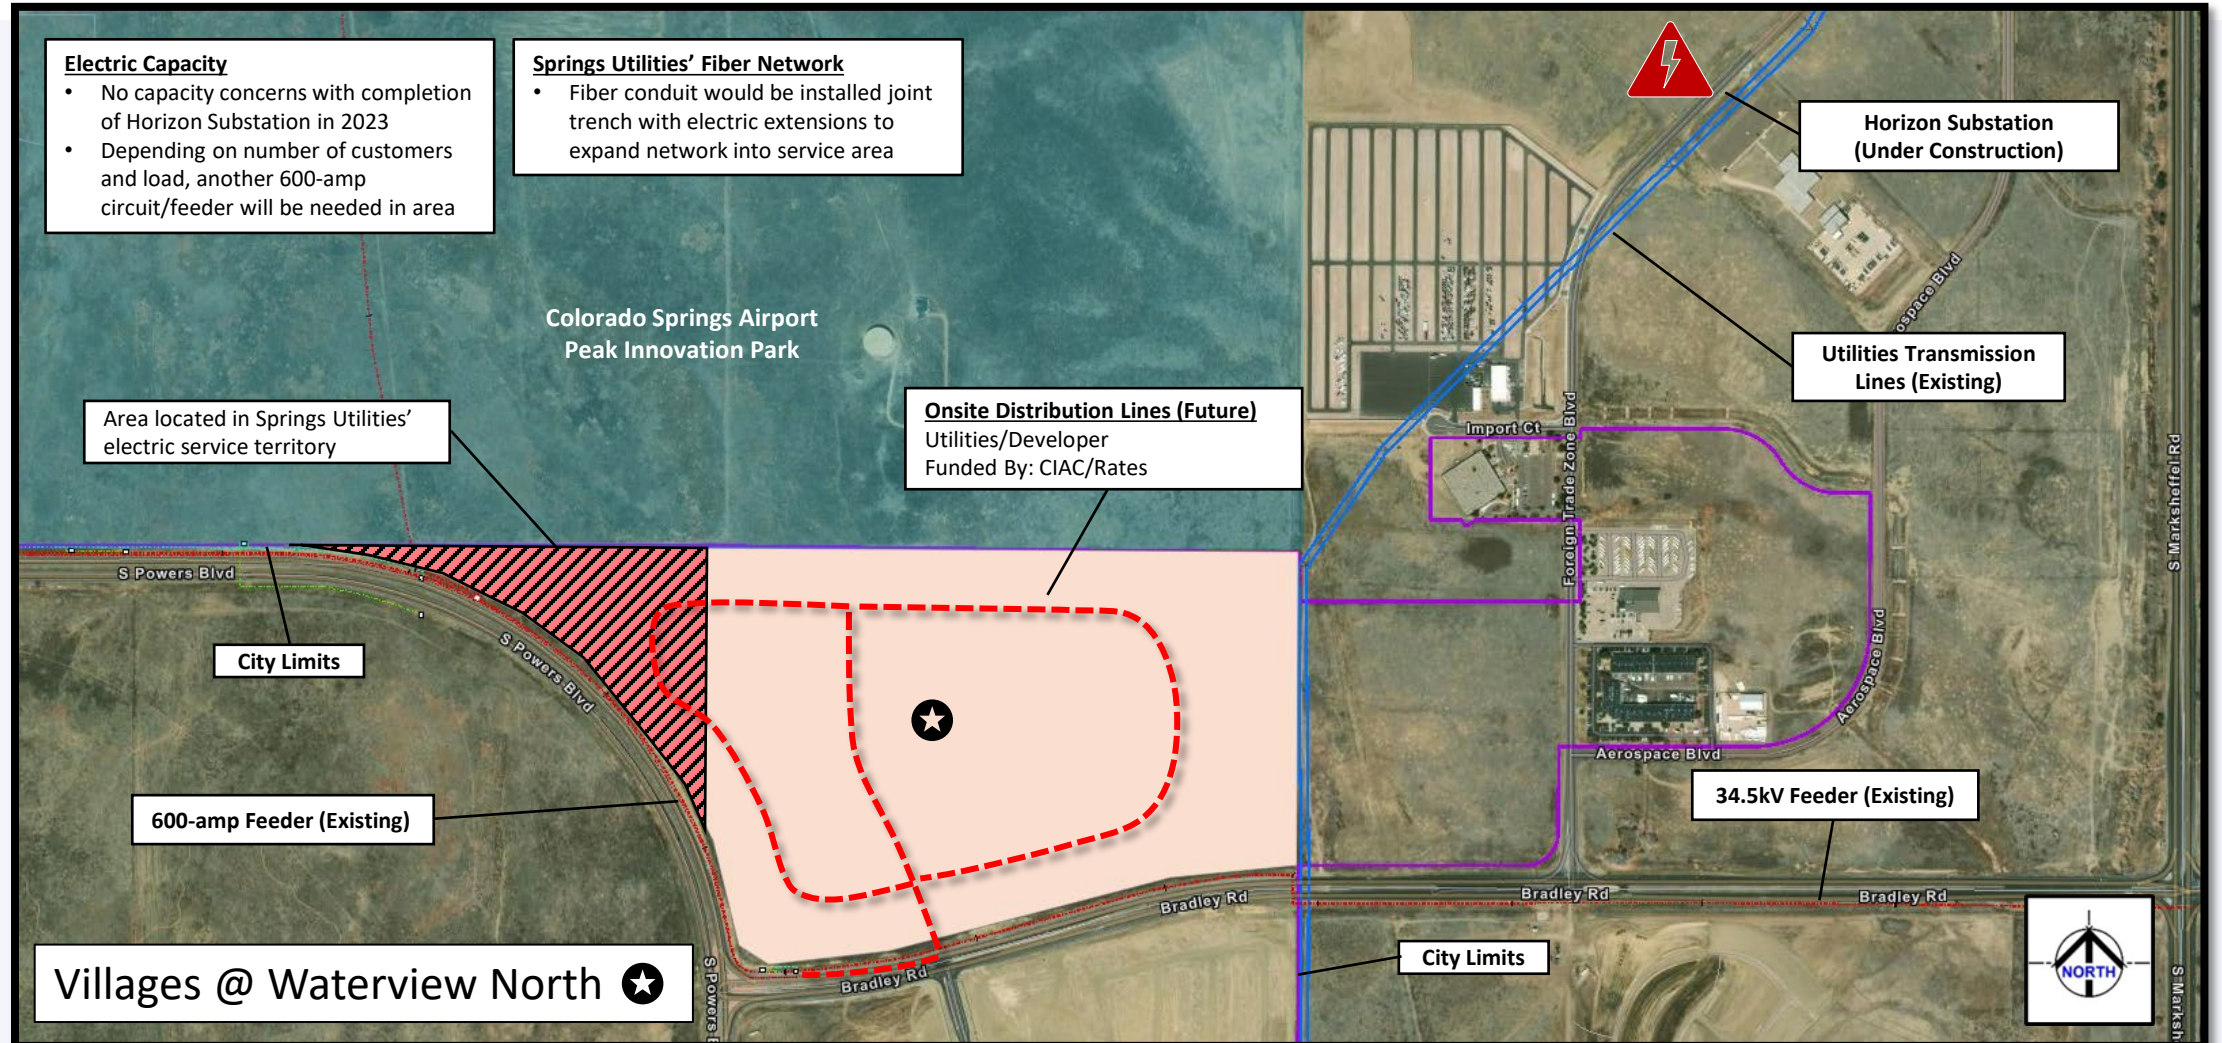 Electric Capacity
• No capacity concerns with completion
of Horizon Substation in 2023
• Depending on number of customers
and load, another 600-amp
circuit/feeder will be needed in area
Springs Utilities’ Fiber Network
• Fiber conduit would be installed joint
trench with electric extensions to
expand network into service area
Horizon Substation
(Under Construction)
Colorado Springs Airport
Peak Innovation Park
Utilities Transmission
Lines (Existing)
Area located in Springs Utilities’
electric service territory
Onsite Distribution Lines (Future)
Utilities/Developer
Funded By: CIAC/Rates
ospace Blvd
Import Ct
Foreign Trade Zone Blvd
S Marksheffel Rd
S Powers Blvd
S Powers Blvd
City Limits
Aerospace Blvd
Aerospace Blvd
600-amp Feeder (Existing)
34.5kV Feeder (Existing)
Bradley Rd
Bradley Rd
Bradley Rd
Bradley Rd
City Limits
Villages @ Waterview North
S Powers B
NORTH
S Marksh